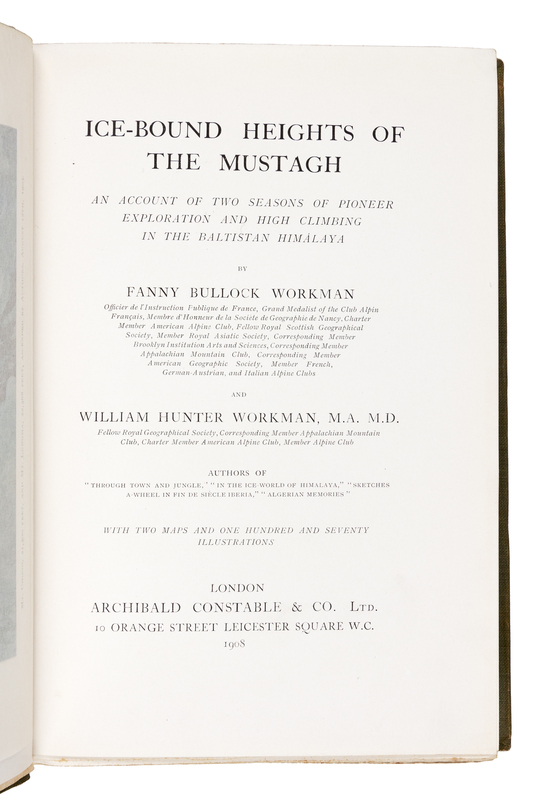 ICE-BOUND HEIGHTS OF
THE MUSTAGH
AN ACCOUNT OF TWO SEASONS OF PIONEER
EXPLORATION AND HIGH CLIMBING
IN THE BALTISTAN HIMÁLAYA
BY
FANNY BULLOCK WORKMAN
Officier de l'Instruction Publique de France, Grand Medalist of the Club Alpin
Français, Membre d'Honneur de la Societe de Geographie de Nancy, Charter
Member American Alpine Club, Fellow Royal Scottish Geographical
Society, Member Royal Asiatic Society, Corresponding Member
Brooklyn Institution Arts and Sciences, Corresponding Member
Appalachian Mountain Club, Corresponding Member
American Geographic Society, Member French,
German-Austrian, and Italian Alpine Clubs
AND
WILLIAM HUNTER WORKMAN, M.A. M.D.
Fellow Royal Geographical Society, Corresponding Member Appalachian Mountain
Club, Charter Member American Alpine Club, Member Alpine Club
AUTHORS OF
"THROUGH TOWN AND JUNGLE,' "IN THE ICE WORLD OF HIMALAYA," "SKETCHES
A-WHEEL IN FIN DE SIÈCLE IBERIA," "ALGERIAN MEMORIES"
WITH TWO MAPS AND ONE HUNDRED AND SEVENTY
ILLUSTRATIONS
LONDON
ARCHIBALD CONSTABLE & CO. LTD.
10 ORANGE STREET LEICESTER SQUARE W.C.
1908